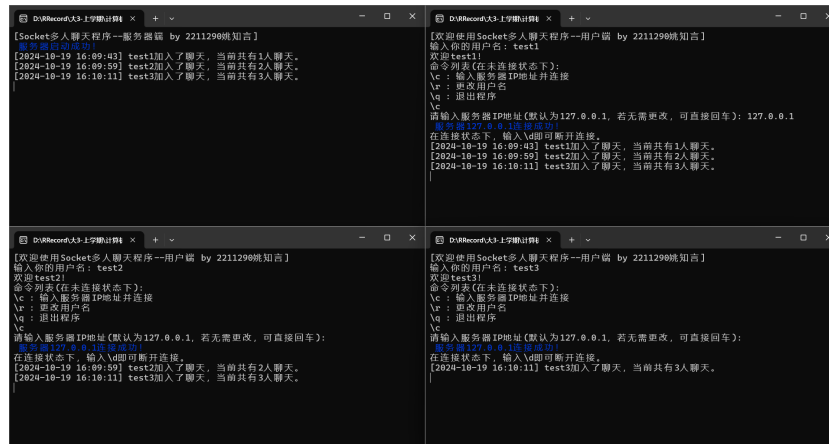 D:\RRecord\大3-上学期\计算机
[Socket多人聊天程序--服务器端 by 2211290姚知言]
服务器启动成功!
[2024-10-19 16:09:43] test1加入了聊天，当前共有1人聊天。
[2024-10-19 16:09:59] test2加入了聊天，当前共有2人聊天。
[2024-10-19 16:10:11] test3加入了聊天，当前共有3人聊天。
D:\RRecord\大3-上学期\计算机
[欢迎使用Socket多人聊天程序--用户端 by 2211290姚知言]
输入你的用户名: test1
欢迎test1!
命令列表(在未连接状态下):
\c : 输入服务器IP地址并连接
\r : 更改用户名
\q : 退出程序
\c
请输入服务器IP地址(默认为127.0.0.1, 若无需更改, 可直接回车): 127.0.0.1
服务器127.0.0.1连接成功!
在连接状态下, 输入\d即可断开连接。
[2024-10-19 16:09:43] test1加入了聊天，当前共有1人聊天。
[2024-10-19 16:09:59] test2加入了聊天，当前共有2人聊天。
[2024-10-19 16:10:11] test3加入了聊天，当前共有3人聊天。
D:\RRecord\大3-上学期\计算机
[欢迎使用Socket多人聊天程序--用户端 by 2211290姚知言]
输入你的用户名: test2
欢迎test2!
命令列表(在未连接状态下):
\c : 输入服务器IP地址并连接
\r : 更改用户名
\q : 退出程序
\c
请输入服务器IP地址(默认为127.0.0.1, 若无需更改, 可直接回车):
服务器127.0.0.1连接成功!
在连接状态下, 输入\d即可断开连接。
[2024-10-19 16:09:59] test2加入了聊天，当前共有2人聊天。
[2024-10-19 16:10:11] test3加入了聊天，当前共有3人聊天。
D:\RRecord\大3-上学期\计算机
[欢迎使用Socket多人聊天程序--用户端 by 2211290姚知言]
输入你的用户名: test3
欢迎test3!
命令列表(在未连接状态下):
\c : 输入服务器IP地址并连接
\r : 更改用户名
\q : 退出程序
\c
请输入服务器IP地址(默认为127.0.0.1, 若无需更改, 可直接回车):
服务器127.0.0.1连接成功!
在连接状态下, 输入\d即可断开连接。
[2024-10-19 16:10:11] test3加入了聊天，当前共有3人聊天。